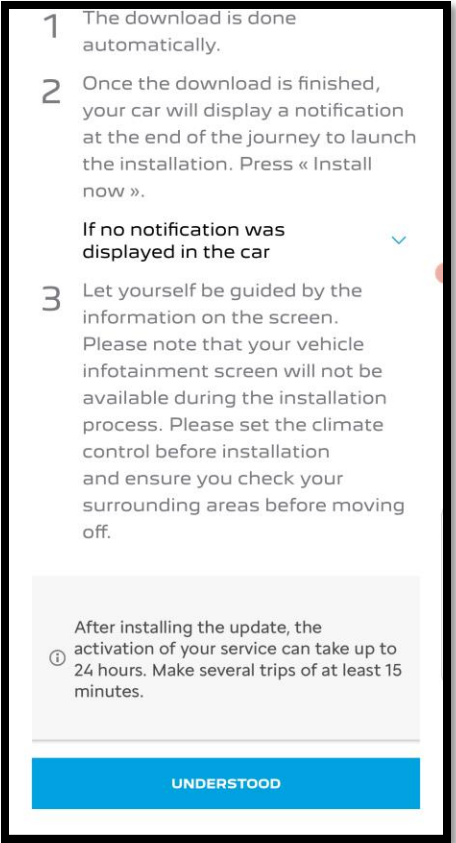 1 The download is done
automatically.
2 Once the download is finished,
your car will display a notification
at the end of the journey to launch
the installation. Press « Install
now ».
If no notification was
displayed in the car
3 Let yourself be guided by the
information on the screen.
Please note that your vehicle
infotainment screen will not be
available during the installation
process. Please set the climate
control before installation
and ensure you check your
surrounding areas before moving
off.
After installing the update, the
activation of your service can take up to
24 hours. Make several trips of at least 15
minutes.
UNDERSTOOD